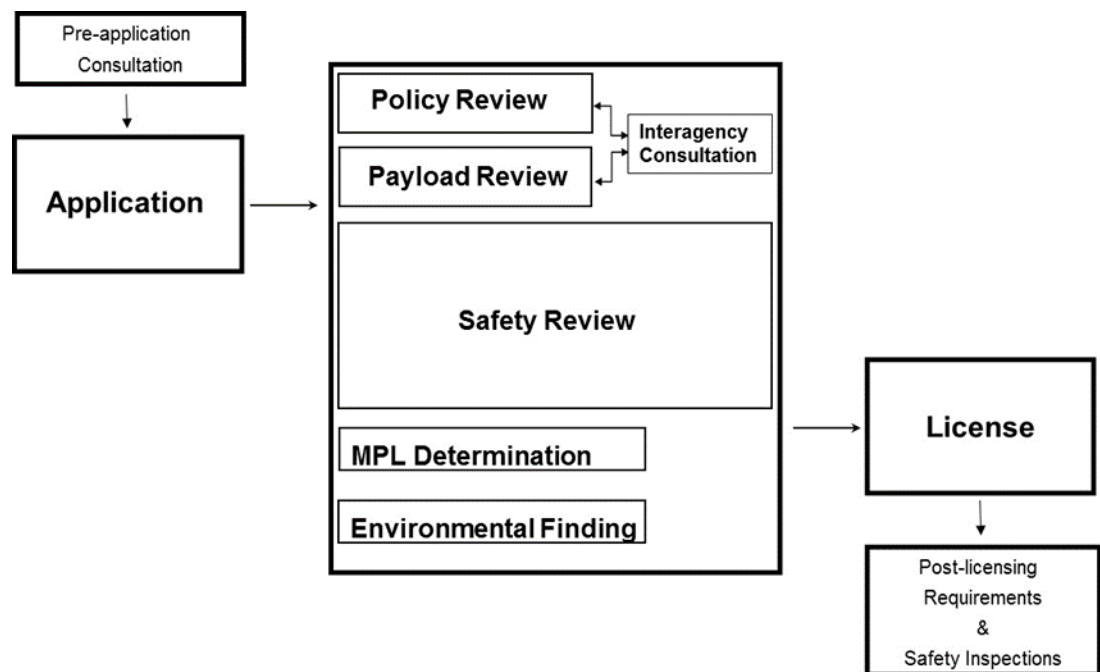 Pre-application
Consultation
Application
Policy Review
Interagency
Consultation
Payload Review
Safety Review
MPL Determination
Environmental Finding
License
Post-licensing
Requirements
&
Safety Inspections